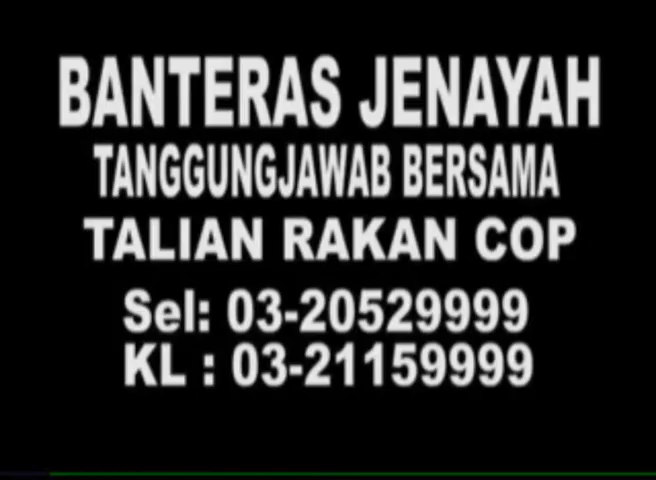 BANTERAS JENAYAH
TANGGUNGJAWAB BERSAMA
TALIAN RAKAN COP
Sel: 03-20529999
KL : 03-21159999